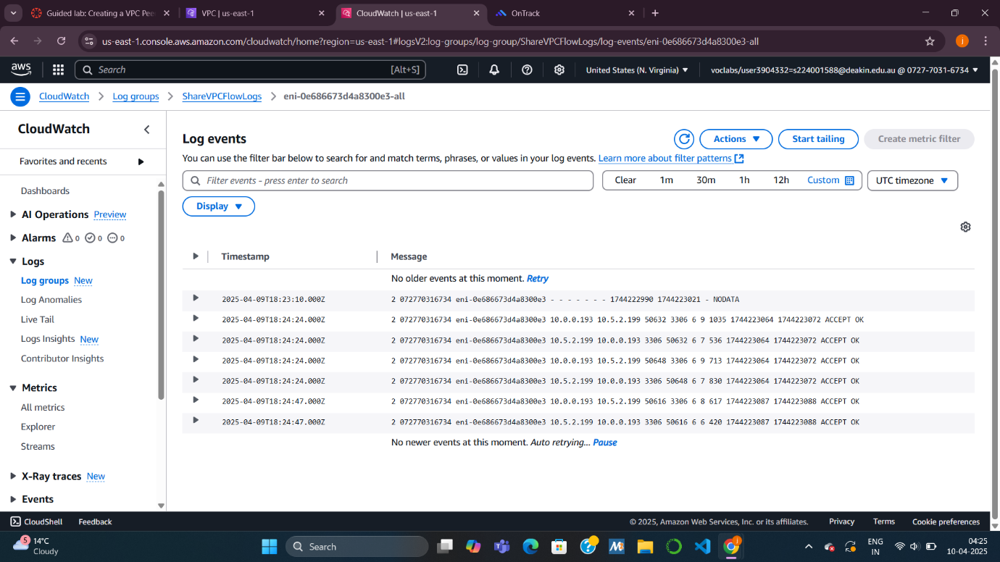 Guided lab: Creating a VPC Pee
VPC | us-east-1
CloudWatch | us-east-1
OnTrack
us-east-1.console.aws.amazon.com/cloudwatch/home?region=us-east-1#logsV2:log-groups/log-group/ShareVPCFlowLogs/log-events/eni-0e686673d4a8300e3-all
j
aws
Search [Alt+S]
United States (N. Virginia)
voclabs/user3904332=s224001588@deakin.edu.au @ 0727-7031-6734
CloudWatch
Log groups
ShareVPCFlowLogs
eni-0e686673d4a8300e3-all
CloudWatch
Favorites and recents
Dashboards
AI Operations Preview
Alarms 0 0 0
Logs
Log groups New
Log Anomalies
Live Tail
Logs Insights New
Contributor Insights
Metrics
All metrics
Explorer
Streams
X-Ray traces New
Events
Log events
Actions
Start tailing
Create metric filter
You can use the filter bar below to search for and match terms, phrases, or values in your log events. Learn more about filter patterns
Filter events - press enter to search
Clear 1m 30m 1h 12h Custom
UTC timezone
Display
Timestamp Message
No older events at this moment. Retry
2025-04-09T18:23:10.000Z 2 072770316734 eni-0e686673d4a8300e3 - - - - - - - 1744222990 1744223021 - NODATA
2025-04-09T18:24:24.000Z 2 072770316734 eni-0e686673d4a8300e3 10.0.0.193 10.5.2.199 50632 3306 6 9 1035 1744223064 1744223072 ACCEPT OK
2025-04-09T18:24:24.000Z 2 072770316734 eni-0e686673d4a8300e3 10.5.2.199 10.0.0.193 3306 50632 6 7 536 1744223064 1744223072 ACCEPT OK
2025-04-09T18:24:24.000Z 2 072770316734 eni-0e686673d4a8300e3 10.0.0.193 10.5.2.199 50648 3306 6 9 713 1744223064 1744223072 ACCEPT OK
2025-04-09T18:24:24.000Z 2 072770316734 eni-0e686673d4a8300e3 10.5.2.199 10.0.0.193 3306 50648 6 7 830 1744223064 1744223072 ACCEPT OK
2025-04-09T18:24:47.000Z 2 072770316734 eni-0e686673d4a8300e3 10.0.0.193 10.5.2.199 50616 3306 6 8 617 1744223087 1744223088 ACCEPT OK
2025-04-09T18:24:47.000Z 2 072770316734 eni-0e686673d4a8300e3 10.5.2.199 10.0.0.193 3306 50616 6 6 420 1744223087 1744223088 ACCEPT OK
No newer events at this moment. Auto retrying... Pause
CloudShell
Feedback
© 2025, Amazon Web Services, Inc. or its affiliates.
Privacy
Terms
Cookie preferences
5
14°C
Cloudy
Search
ENG
IN
04:25
10-04-2025